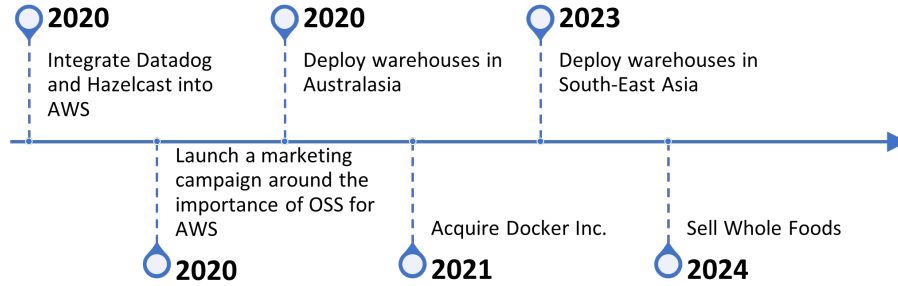 2020
Integrate Datadog
and Hazelcast into
AWS
Launch a marketing
campaign around the
importance of OSS for
AWS
2020
2020
Deploy warehouses in
Australasia
Acquire Docker Inc.
2021
2023
Deploy warehouses in
South-East Asia
Sell Whole Foods
2024